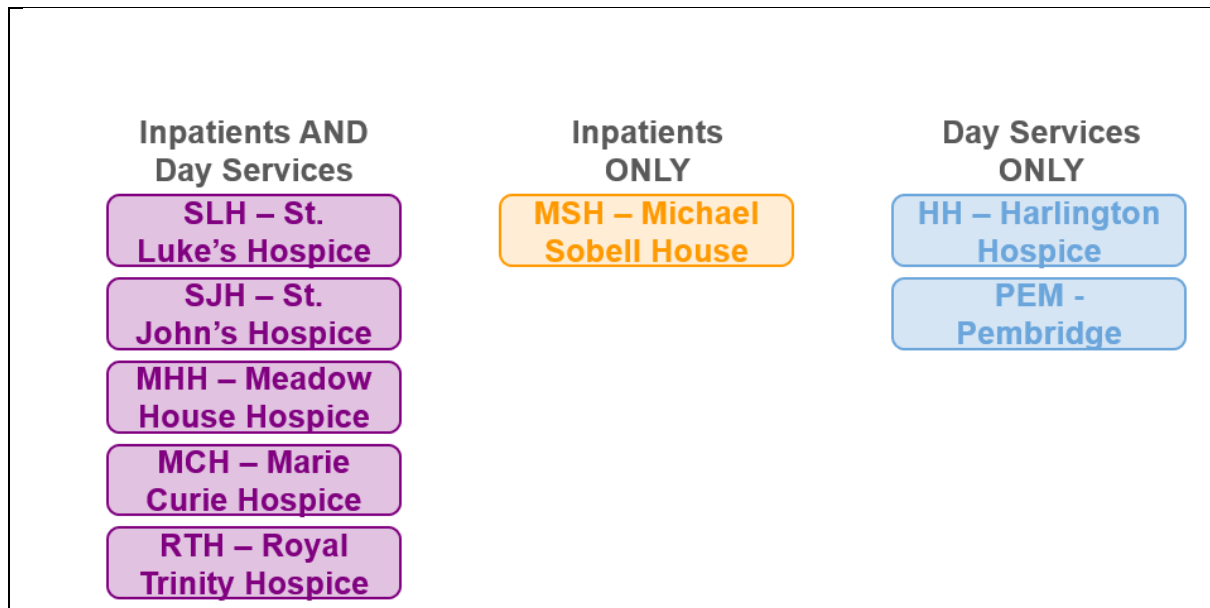 Inpatients AND
Day Services
SLH – St.
Luke’s Hospice
SJH – St.
John’s Hospice
MHH – Meadow
House Hospice
MCH – Marie
Curie Hospice
RTH – Royal
Trinity Hospice
Inpatients
ONLY
MSH – Michael
Sobell House
Day Services
ONLY
HH – Harlington
Hospice
PEM -
Pembridge